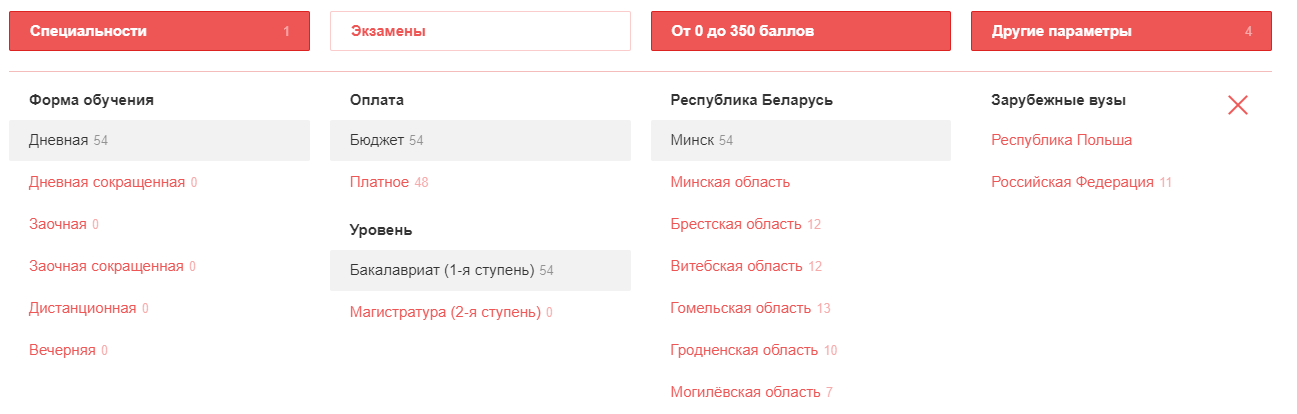 Специальности 1
Экзамены
От 0 до 350 баллов
Другие параметры 4
Форма обучения
Дневная 54
Дневная сокращенная 0
Заочная 0
Заочная сокращенная 0
Дистанционная 0
Вечерняя 0
Оплата
Бюджет 54
Платное 48
Уровень
Бакалавриат (1-я ступень) 54
Магистратура (2-я ступень) 0
Республика Беларусь
Минск 54
Минская область
Брестская область 12
Витебская область 12
Гомельская область 13
Гродненская область 10
Могилёвская область 7
Зарубежные вузы
Республика Польша
Российская Федерация 11